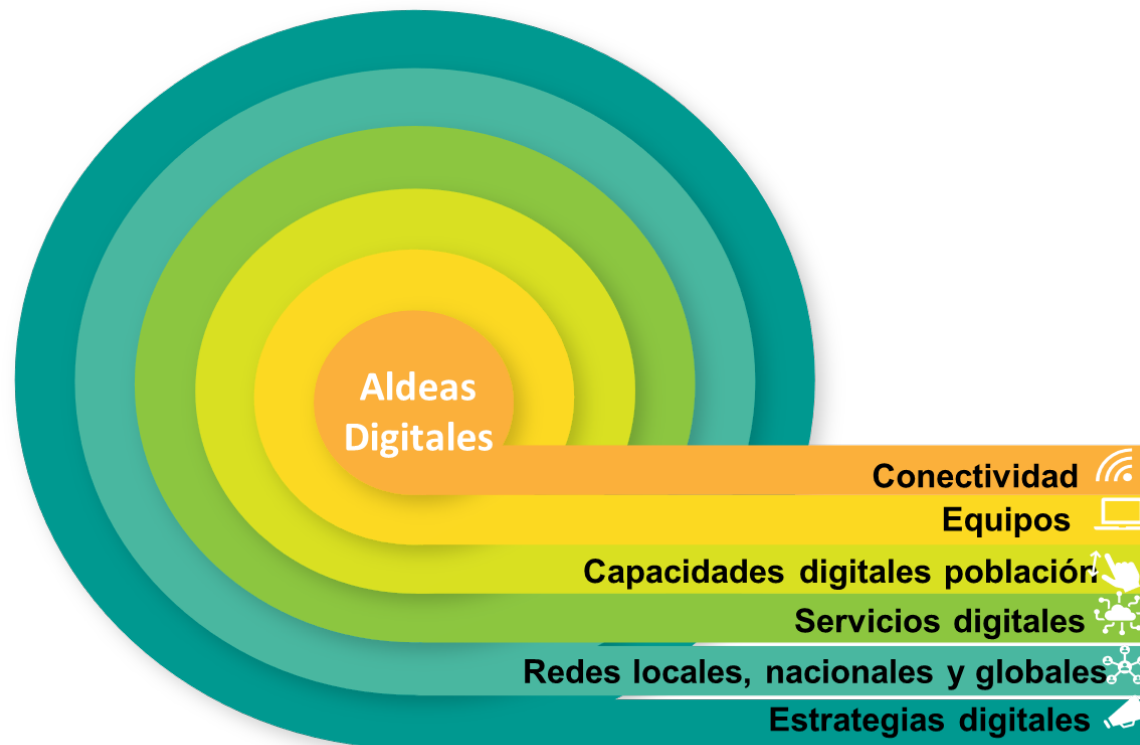 Aldeas
Digitales
Conectividad
Equipos
Capacidades digitales población
Servicios digitales
Redes locales, nacionales y globales
Estrategias digitales